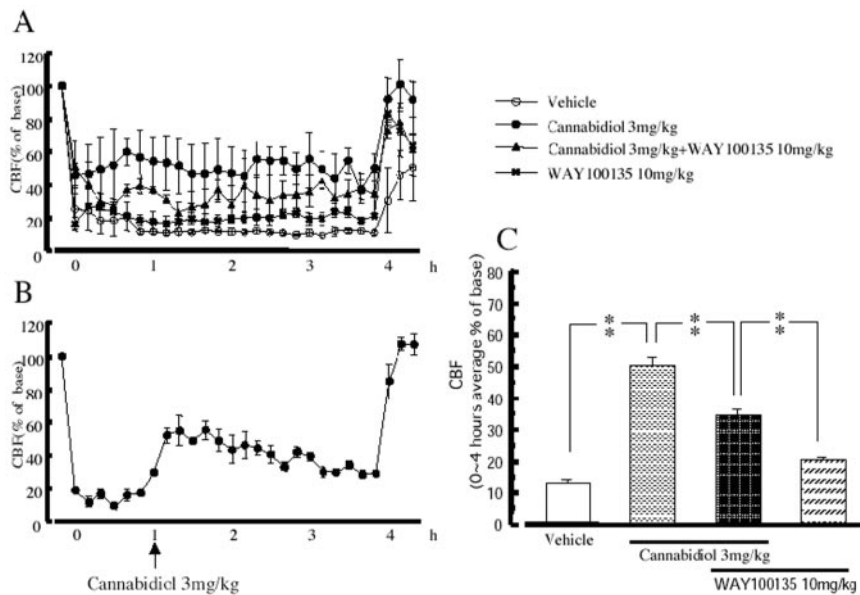 A
CBF(% of base)
120
100
80
60
40
20
0
0 1 2 3 4 h
Vehicle
Cannabidiol 3mg/kg
Cannabidiol 3mg/kg+WAY100135 10mg/kg
WAY100135 10mg/kg
B
CBF(% of base)
120
100
80
60
40
20
0
0 1 2 3 4 h
Cannabidiol 3mg/kg
C
CBF
(0~4 hours average % of base)
80
70
60
50
40
30
20
10
0
** ** **
Vehicle
Cannabidiol 3mg/kg
WAY100135 10mg/kg